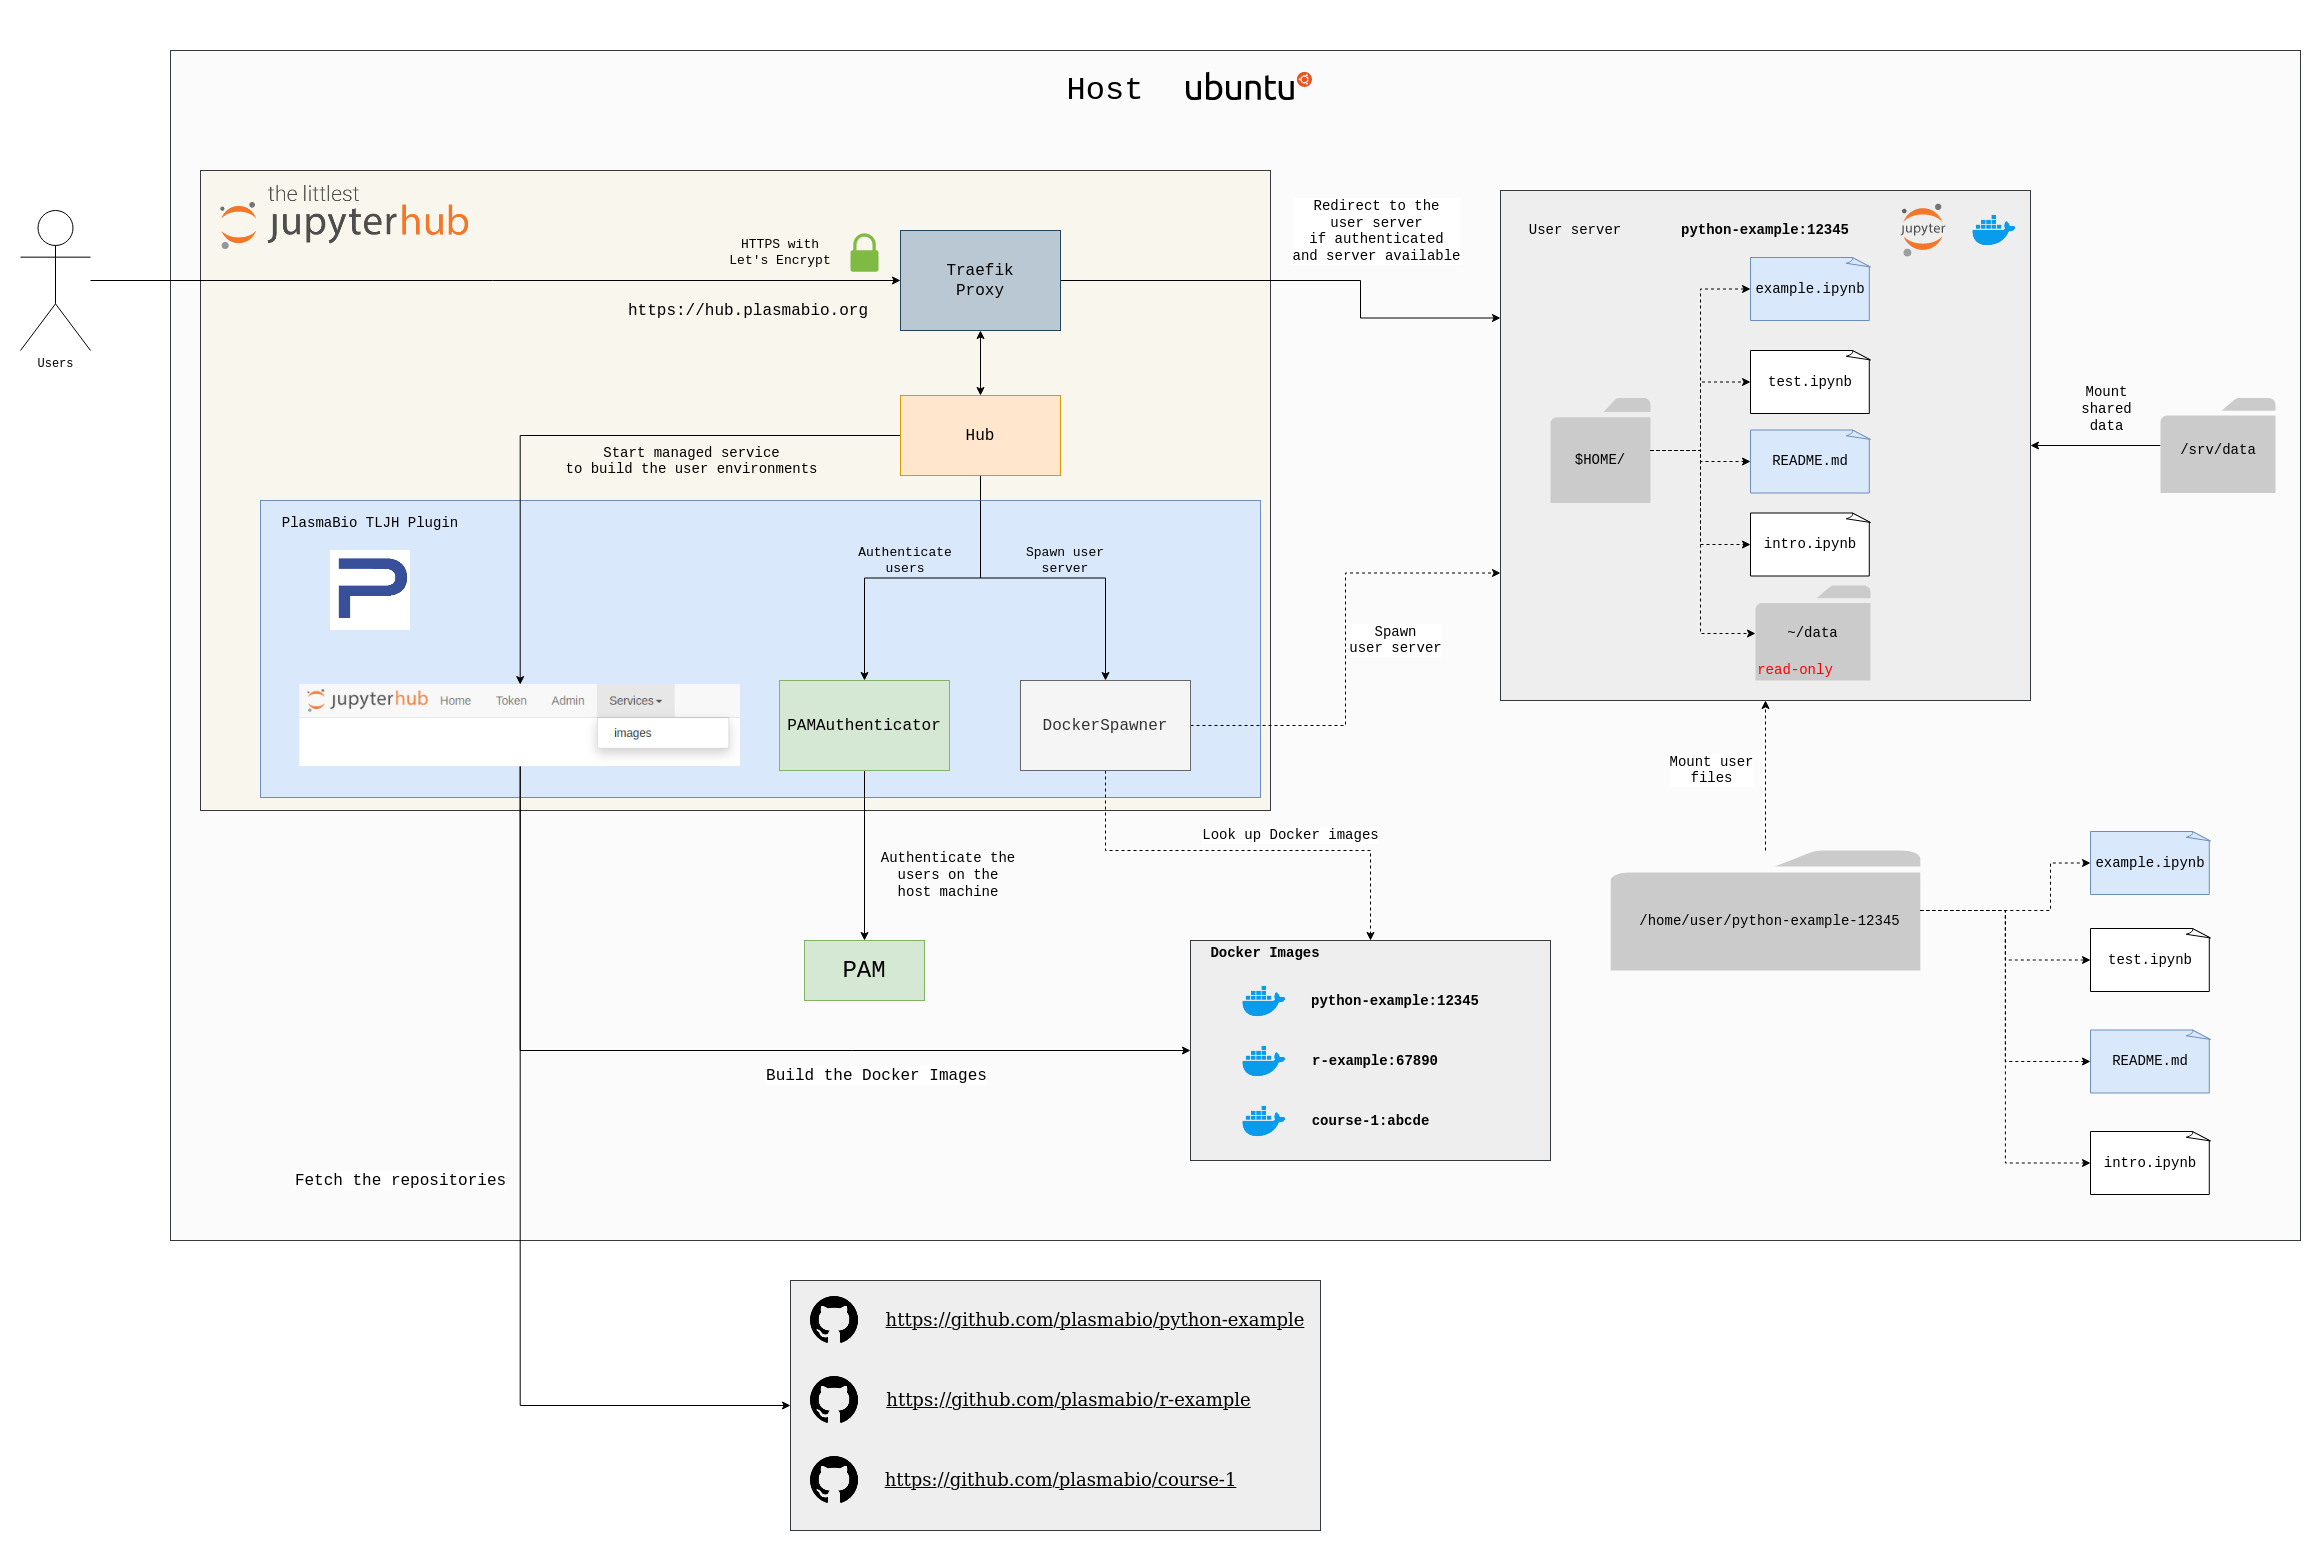 Host ubuntu
the littlest
jupyterhub
Users
HTTPS with
Let's Encrypt
https://hub.plasmabio.org
Traefik
Proxy
Redirect to the
user server
if authenticated
and server available
Hub
Start managed service
to build the user environments
PlasmaBio TLJH Plugin
Authenticate
users
Spawn user
server
jupyterhub Home Token Admin Services
images
PAMAuthenticator
DockerSpawner
Spawn
user server
User server python-example:12345 jupyter
example.ipynb
test.ipynb
$HOME/
README.md
intro.ipynb
~/data
read-only
Mount
shared
data
/srv/data
Mount user
files
/home/user/python-example-12345
example.ipynb
test.ipynb
README.md
intro.ipynb
Look up Docker images
Authenticate the
users on the
host machine
PAM
Docker Images
python-example:12345
r-example:67890
course-1:abcde
Build the Docker Images
Fetch the repositories
https://github.com/plasmabio/python-example
https://github.com/plasmabio/r-example
https://github.com/plasmabio/course-1